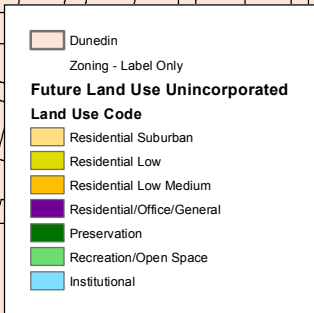 Dunedin
Zoning - Label Only
Future Land Use Unincorporated
Land Use Code
Residential Suburban
Residential Low
Residential Low Medium
Residential/Office/General
Preservation
Recreation/Open Space
Institutional